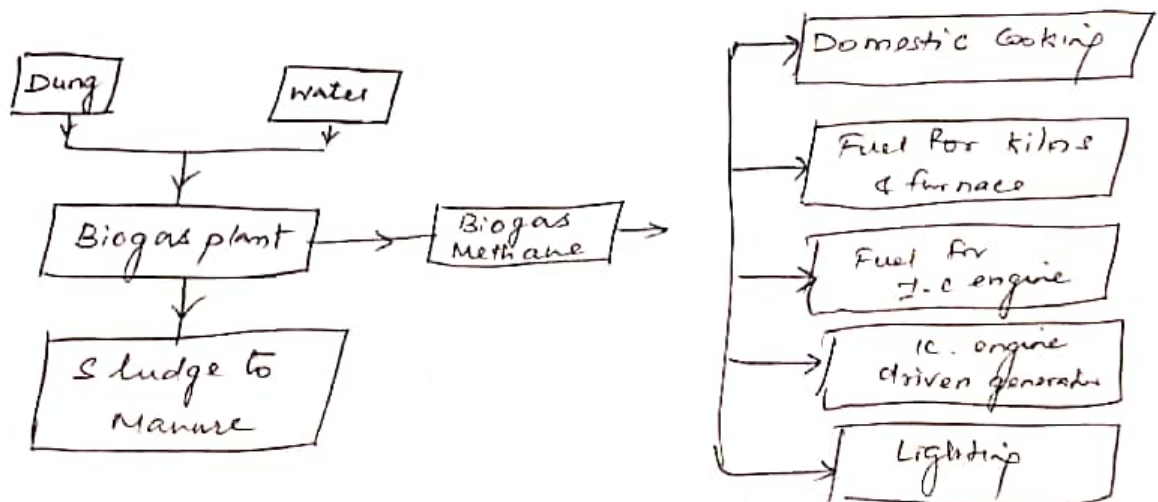 Dung
water
Biogas plant
Biogas
Methane
Sludge to
Manure
Domestic Cooking
Fuel For kilns
& furnace
Fuel for
I.C engine
IC. engine
driven generator
Lighting